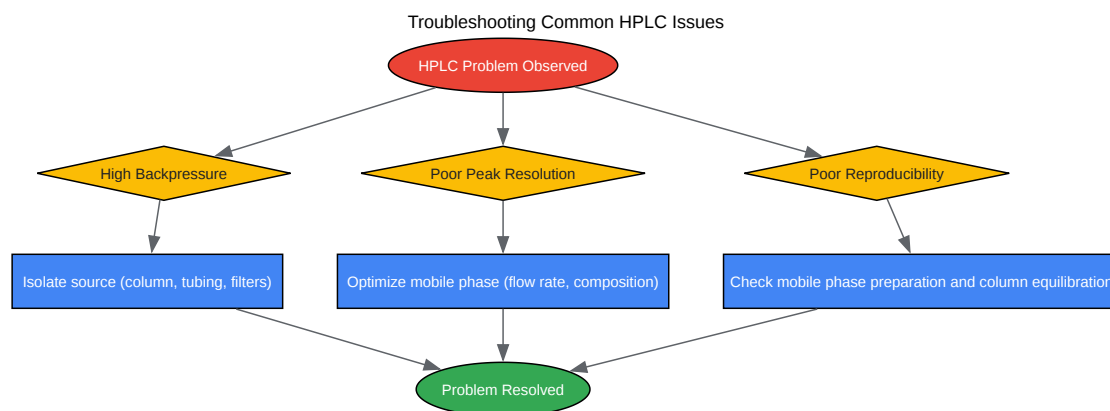 Troubleshooting Common HPLC Issues
HPLC Problem Observed
High Backpressure
Poor Peak Resolution
Poor Reproducibility
Isolate source (column, tubing, filters)
Optimize mobile phase (flow rate, composition)
Check mobile phase preparation and column equilibration
Problem Resolved